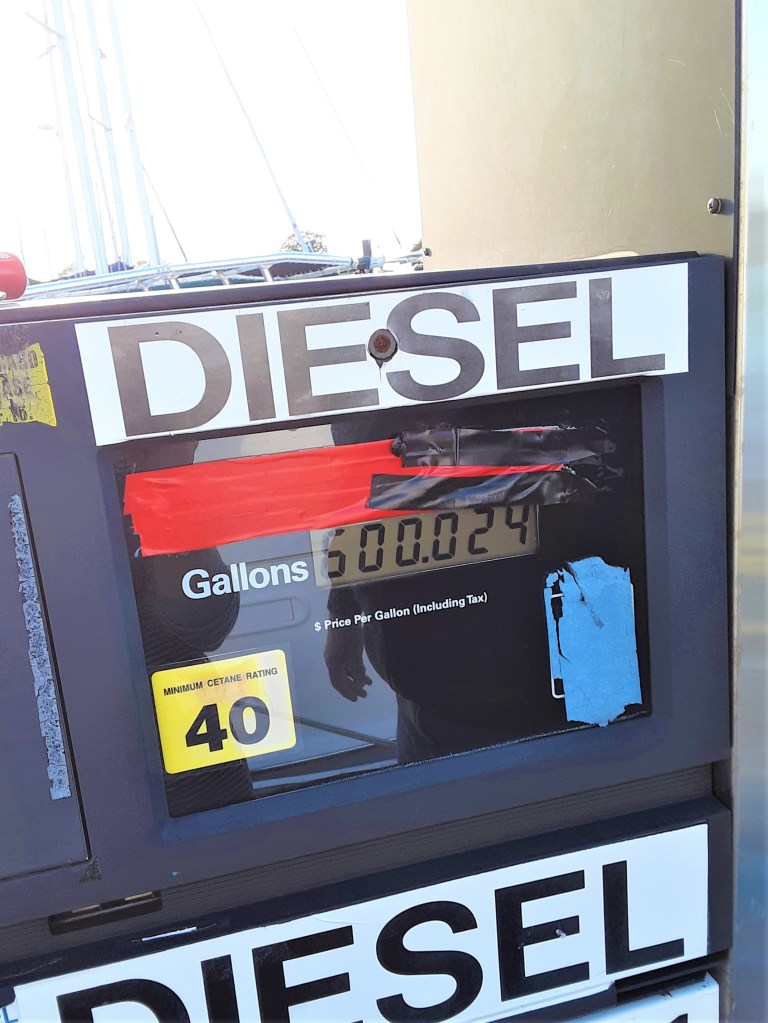 DIESEL
Gallons 600.024
$ Price Per Gallon (Including Tax)
MINIMUM CETANE RATING
40
DIESEL